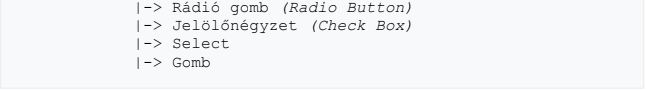 |-> Rádió gomb (Radio Button)
|-> Jelölőnégyzet (Check Box)
|-> Select
|-> Gomb